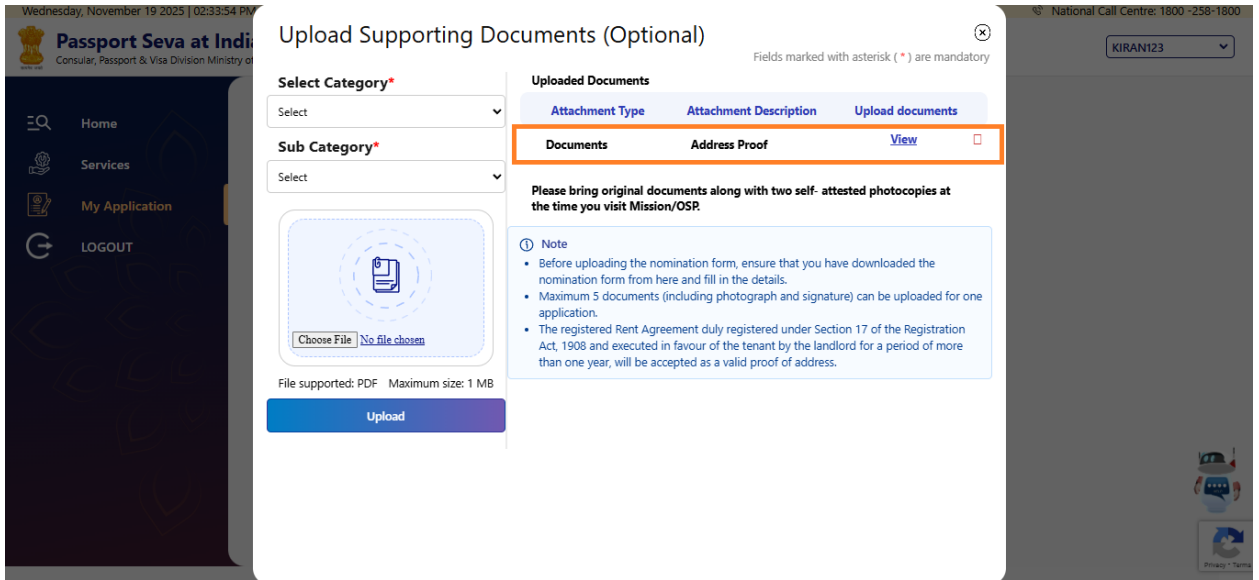 Wednesday, November 19 2025 | 02:33:54 PM
National Call Centre: 1800 -258-1800
Passport Seva at Indi
Consular, Passport & Visa Division Ministry of
KIRAN123
Home
Services
My Application
LOGOUT
Upload Supporting Documents (Optional)
Fields marked with asterisk ( * ) are mandatory
Select Category*
Select
Sub Category*
Select
Choose File No file chosen
File supported: PDF Maximum size: 1 MB
Upload
Uploaded Documents
Attachment Type Attachment Description Upload documents
Documents Address Proof View
Please bring original documents along with two self- attested photocopies at
the time you visit Mission/OSP.
Note
• Before uploading the nomination form, ensure that you have downloaded the
nomination form from here and fill in the details.
• Maximum 5 documents (including photograph and signature) can be uploaded for one
application.
• The registered Rent Agreement duly registered under Section 17 of the Registration
Act, 1908 and executed in favour of the tenant by the landlord for a period of more
than one year, will be accepted as a valid proof of address.
Privacy • Terms